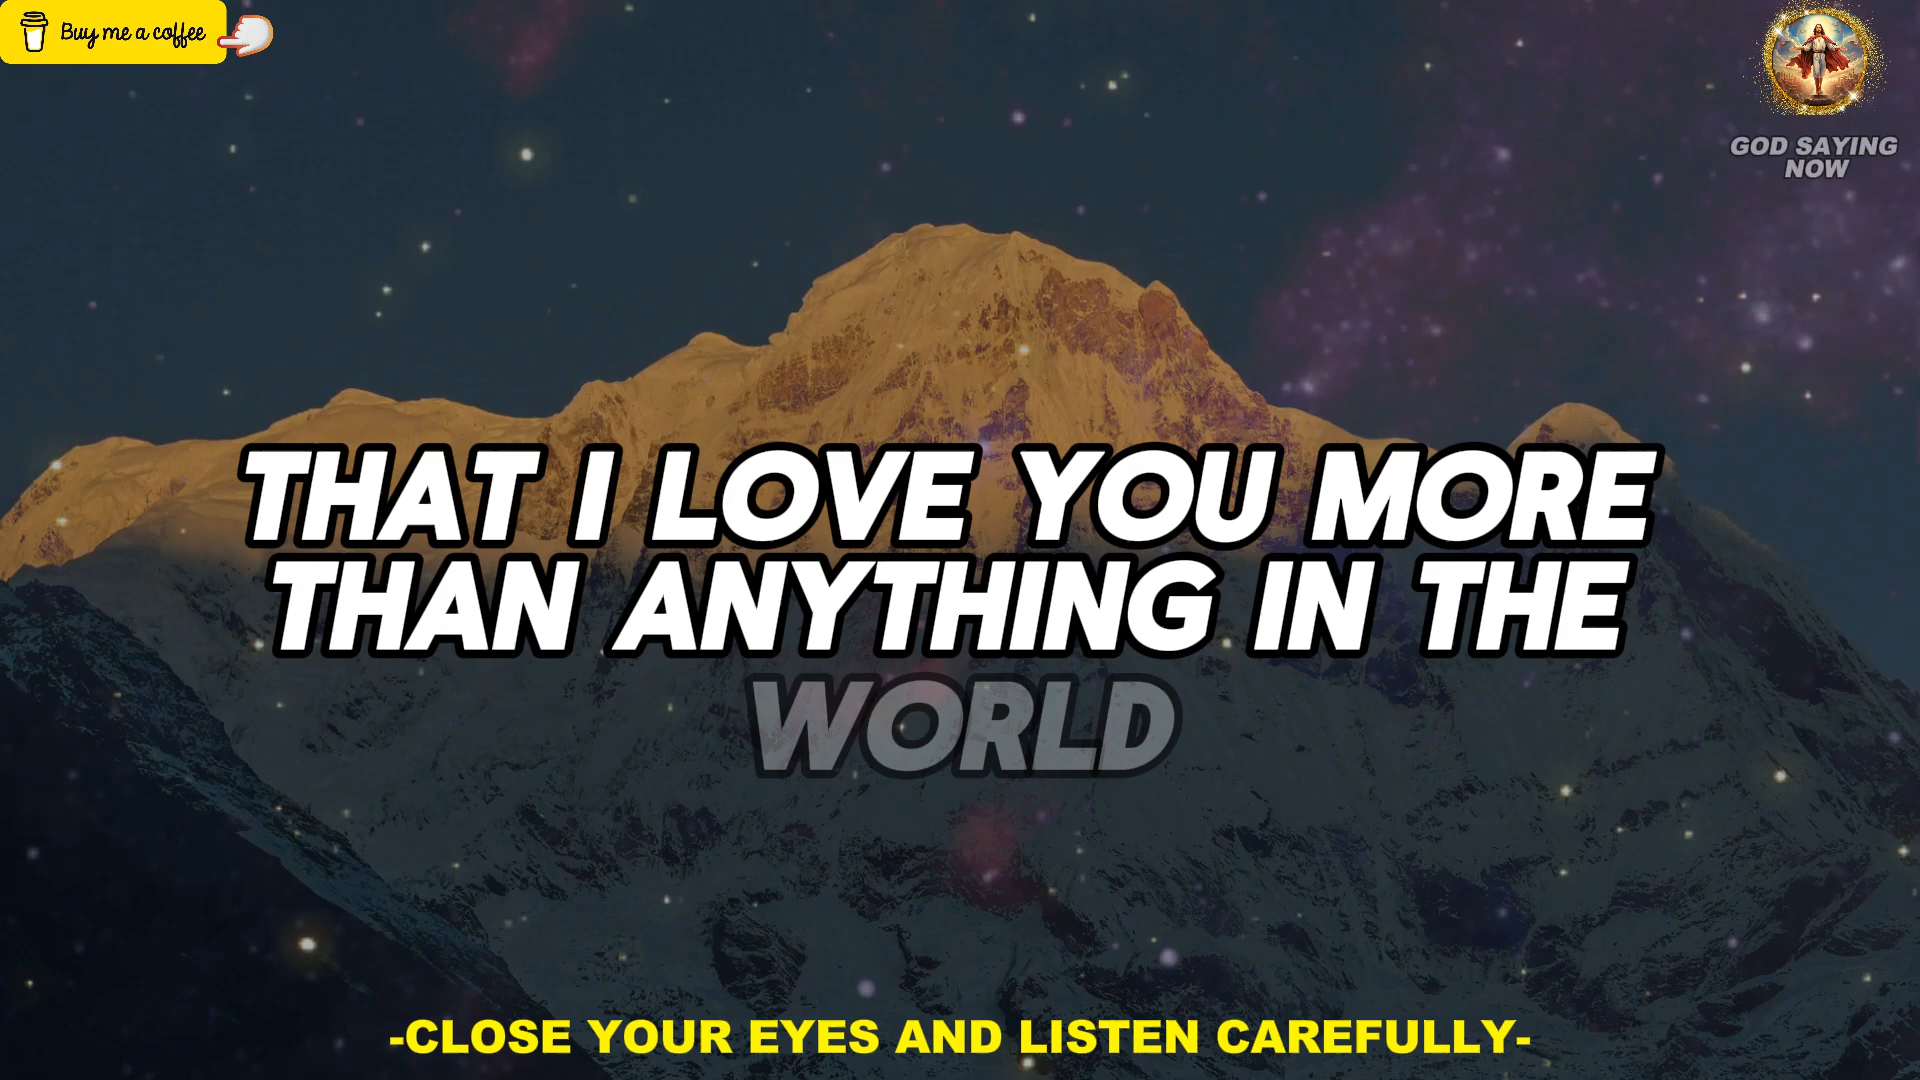 Buy me a coffee
GOD SAYING
NOW
THAT I LOVE YOU MORE
THAN ANYTHING IN THE
WORLD
-CLOSE YOUR EYES AND LISTEN CAREFULLY-